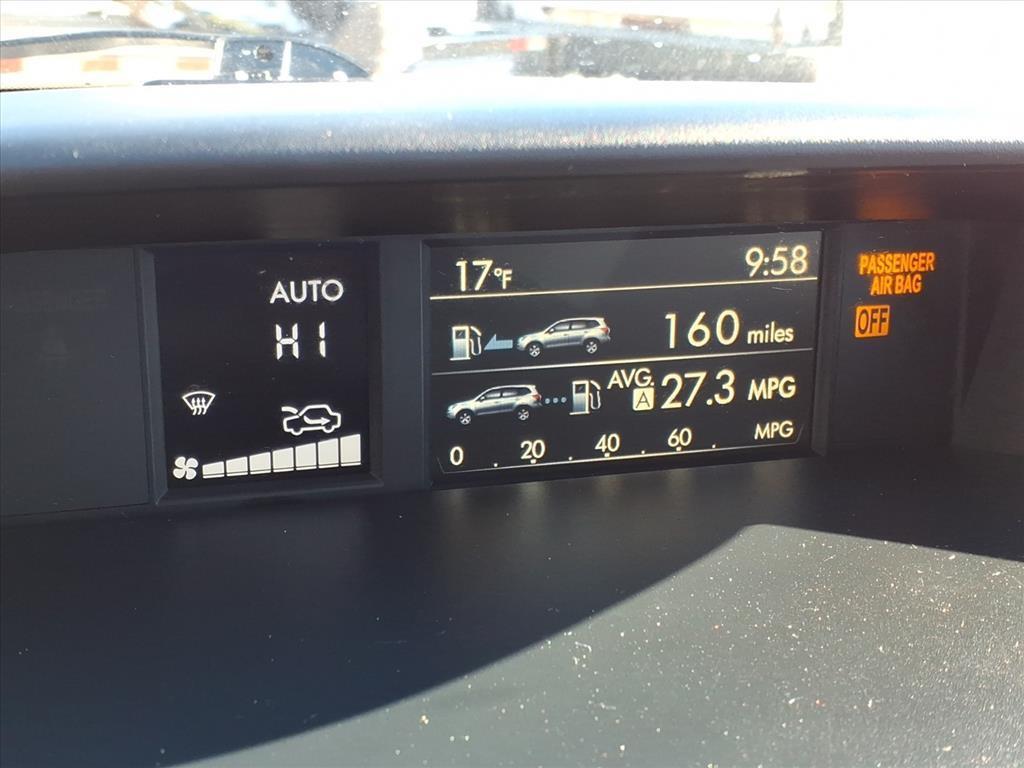 AUTO
HI
17°F 9:58
160 miles
AVG. A 27.3 MPG
0 20 40 60 MPG
PASSENGER
AIR BAG
OFF